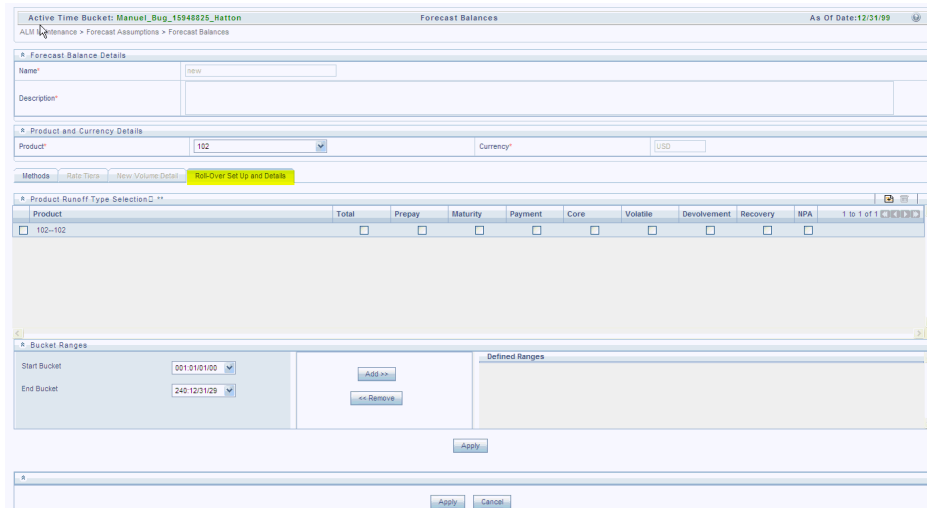 Active Time Bucket: Manuel_Bug_15948825_Hatton Forecast Balances As Of Date:12/31/99
ALM Maintenance > Forecast Assumptions > Forecast Balances
Forecast Balance Details
Name* new
Description*
Product and Currency Details
Product* 102 Currency* USD
Methods Rate Tiers New Volume Detail Roll-Over Set Up and Details
Product Runoff Type Selection **
Product Total Prepay Maturity Payment Core Volatile Devolvement Recovery NPA 1 to 1 of 1
102--102
Bucket Ranges
Defined Ranges
Start Bucket 001:01/01/00
Add >>
End Bucket 240:12/31/29
<< Remove
Apply
Apply Cancel